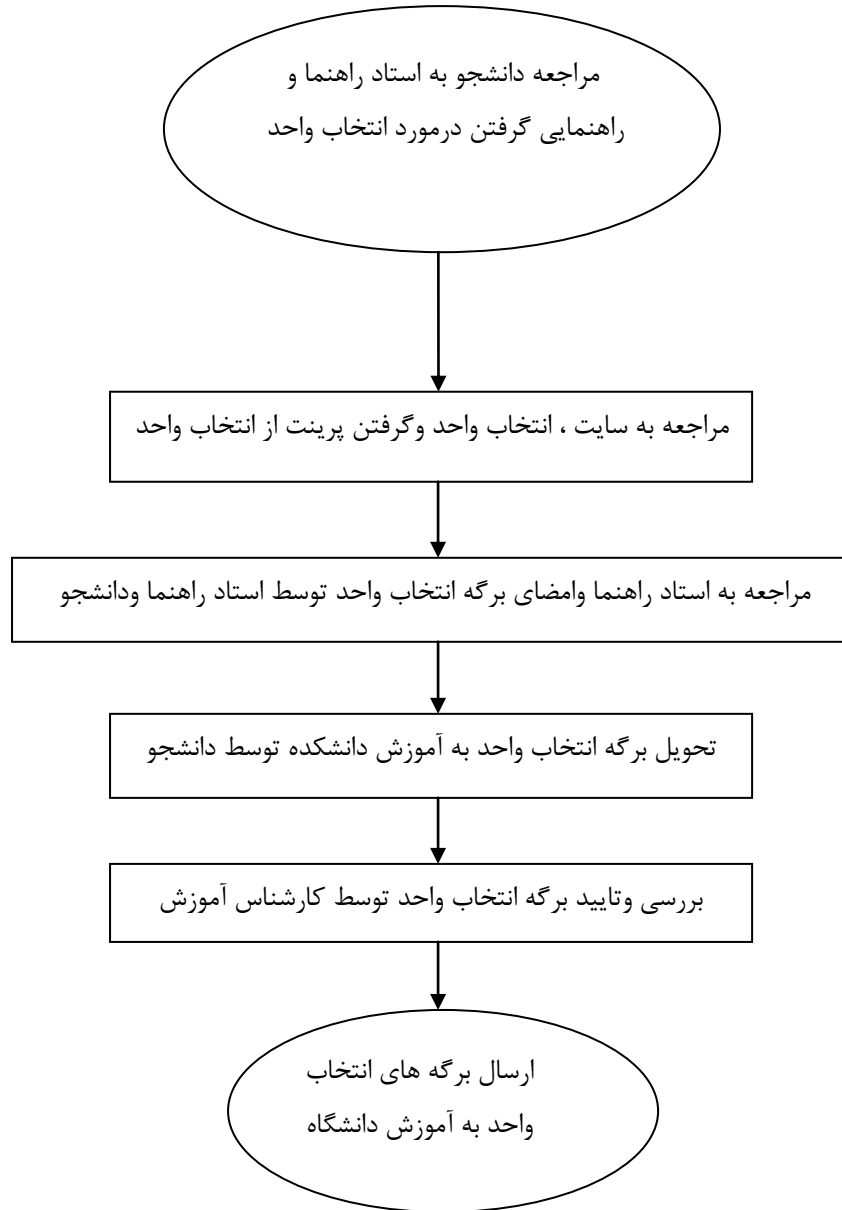 مراجعه دانشجو به استاد راهنما و
راهنمایی گرفتن درمورد انتخاب واحد
مراجعه به سایت ، انتخاب واحد وگرفتن پرینت از انتخاب واحد
مراجعه به استاد راهنما وامضای برگه انتخاب واحد توسط استاد راهنما ودانشجو
تحویل برگه انتخاب واحد به آموزش دانشکده توسط دانشجو
بررسی وتایید برگه انتخاب واحد توسط کارشناس آموزش
ارسال برگه های انتخاب
واحد به آموزش دانشگاه